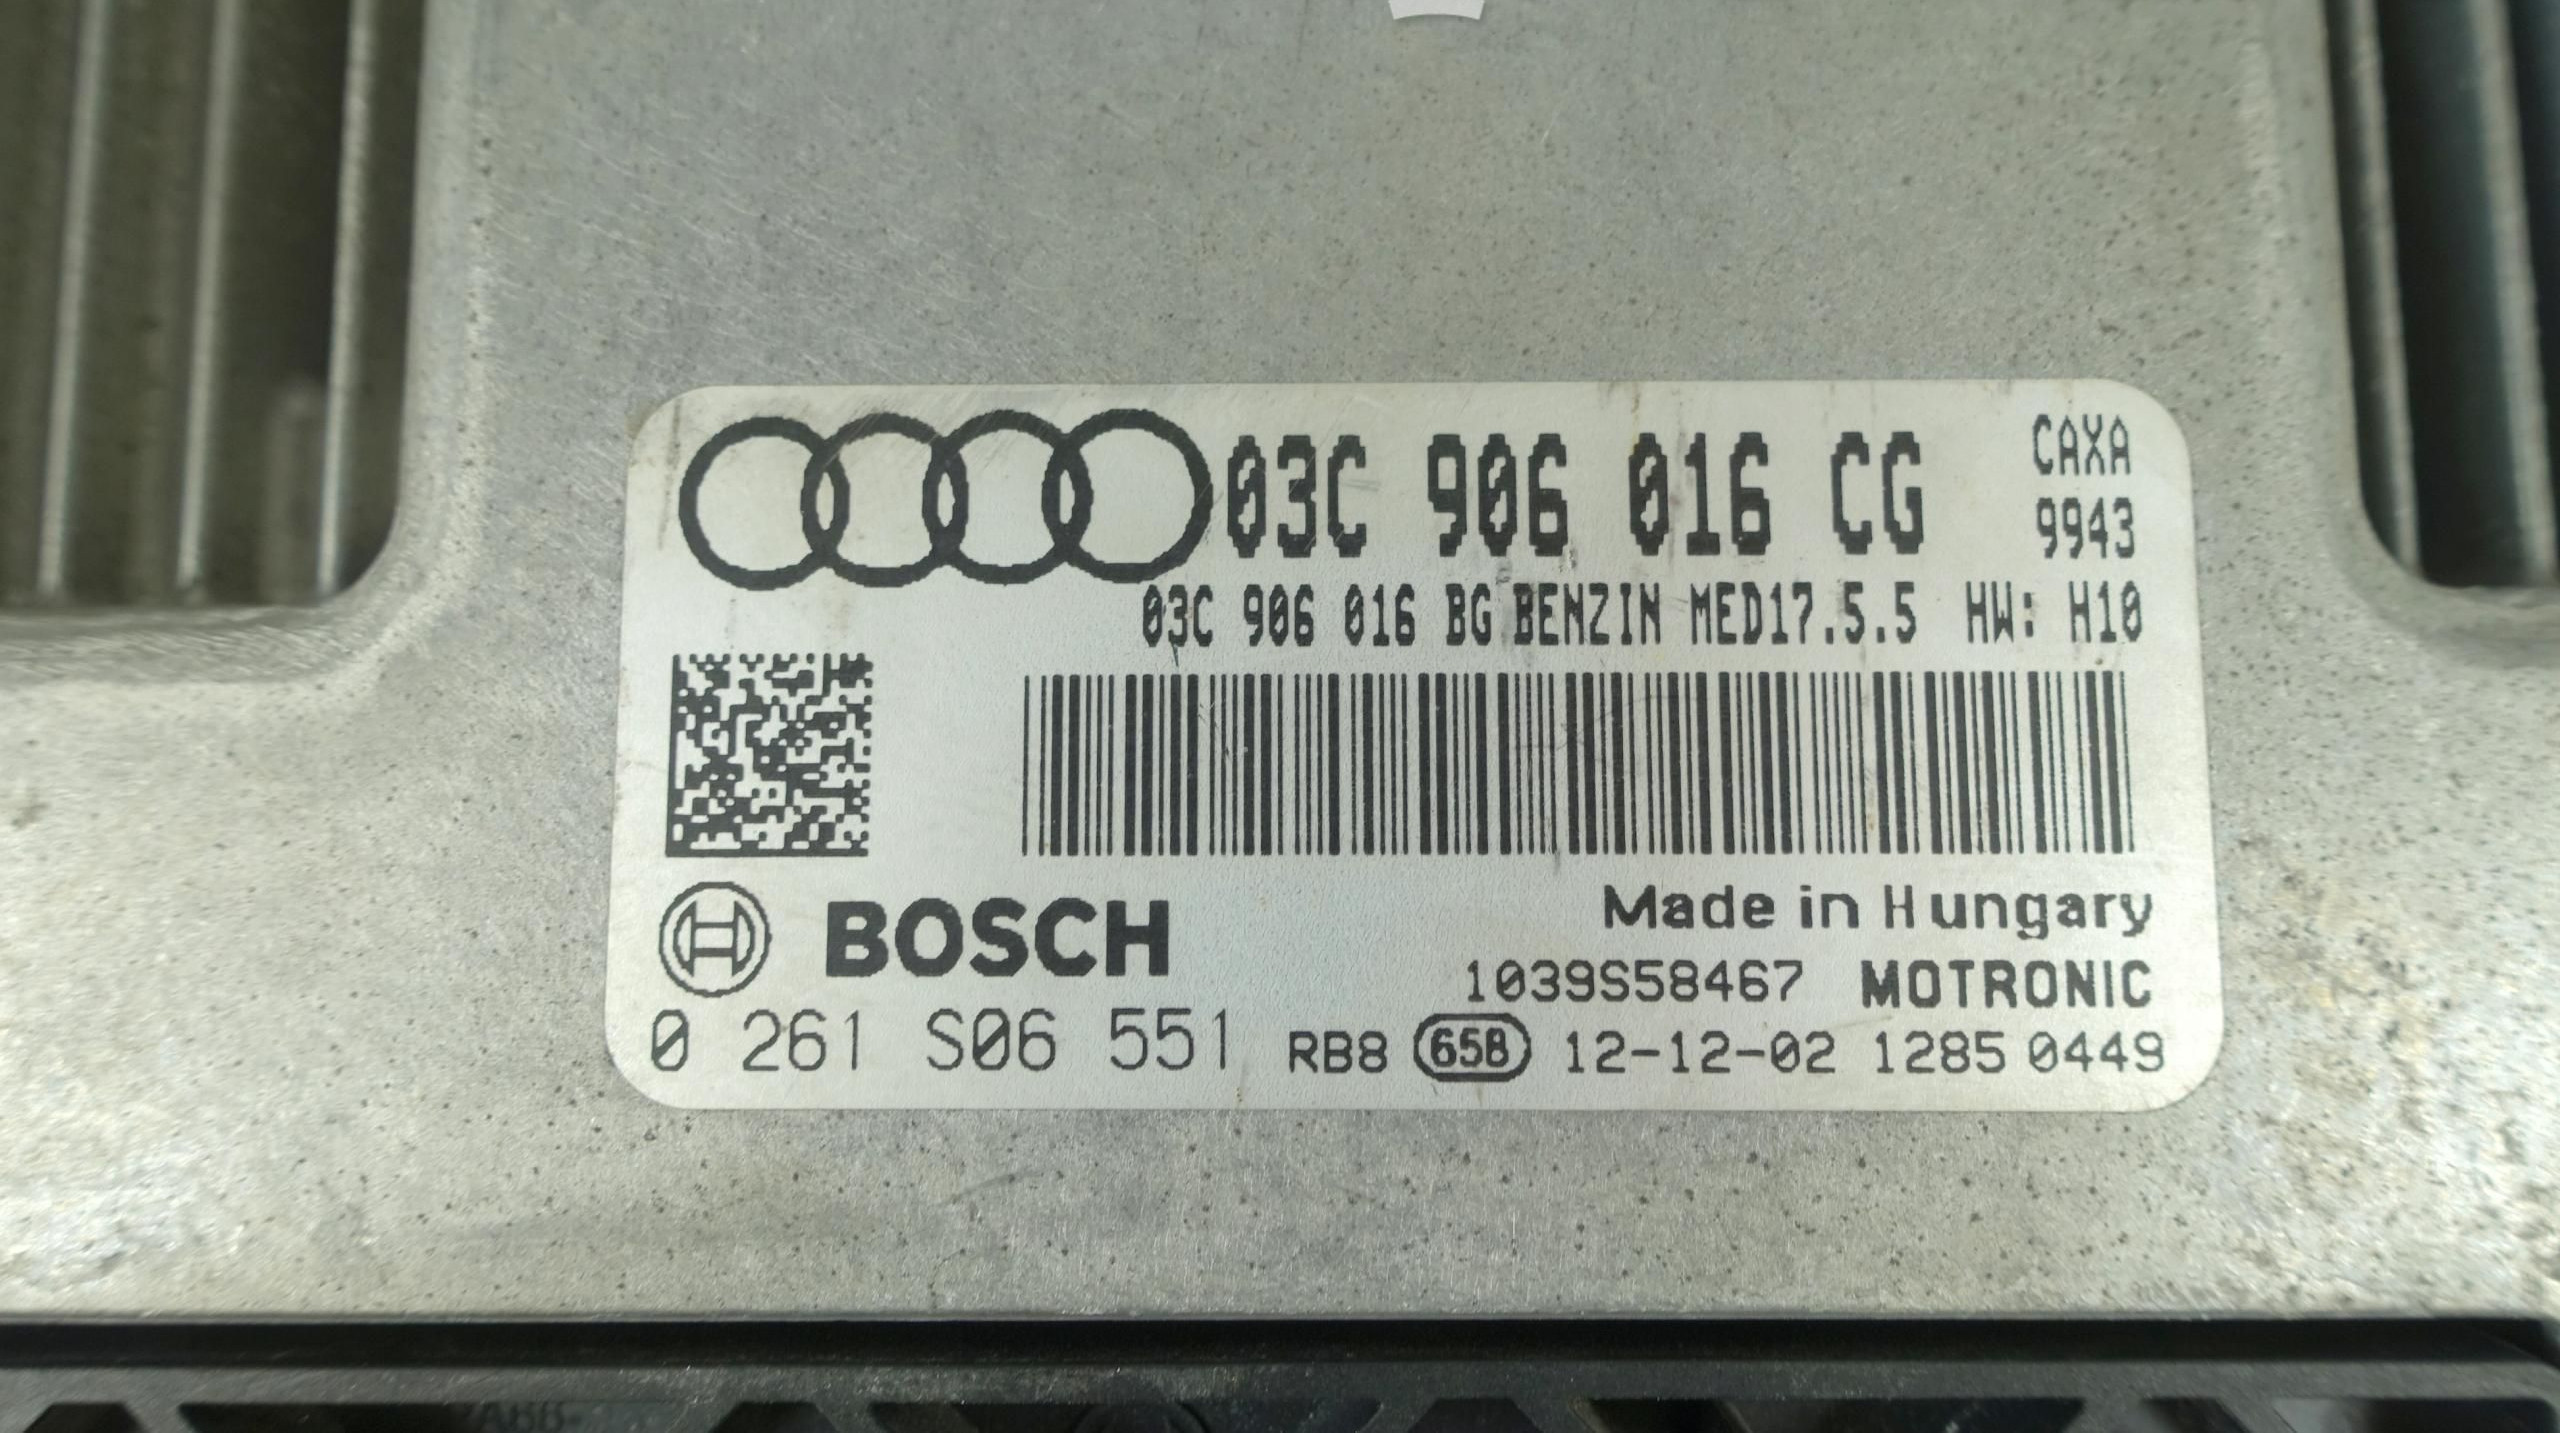 03C 906 016 CG CAXA
9943
03C 906 016 BG BENZIN MED17.5.5 HW: H10
BOSCH
Made in Hungary
1039S58467 MOTRONIC
0 261 S06 551 RB8 65B 12-12-02 1285 0449